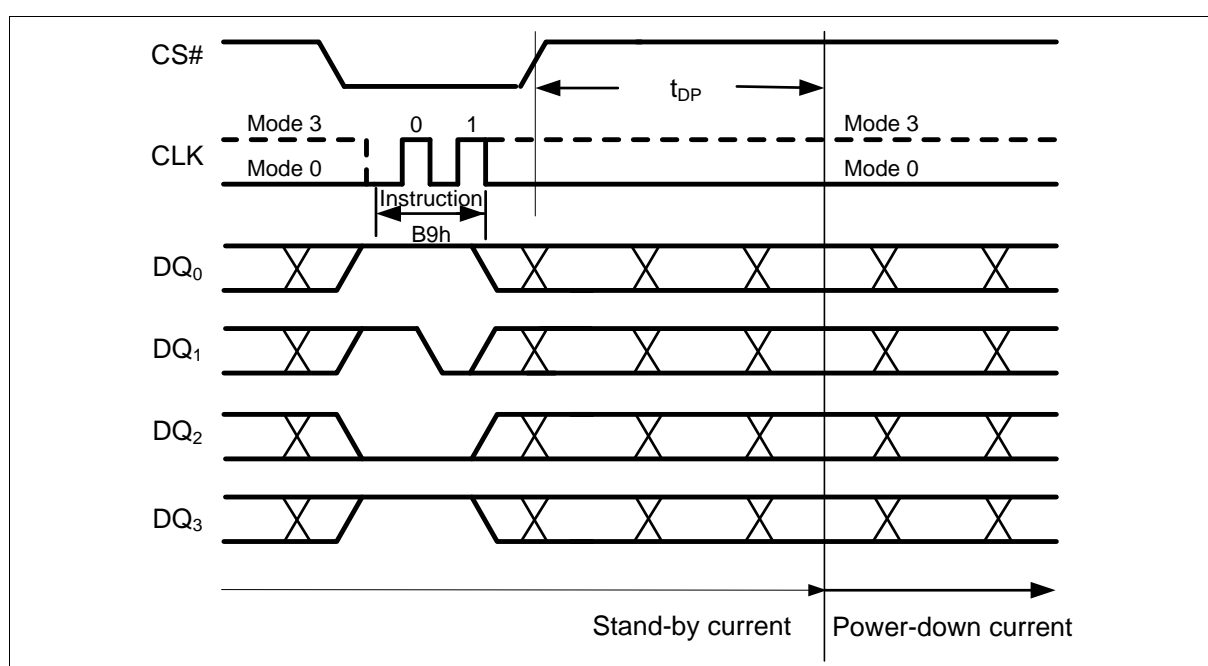 CS#
t_DP
Mode 3 0 1 Mode 3
CLK
Mode 0 Mode 0
Instruction
B9h
DQ₀
DQ₁
DQ₂
DQ₃
Stand-by current Power-down current